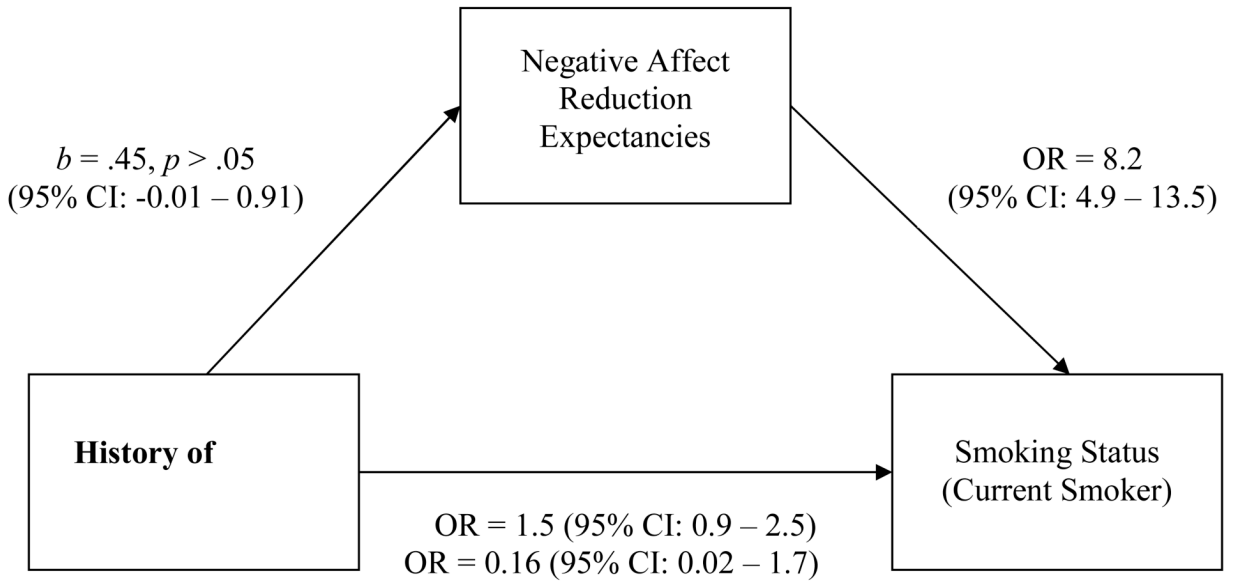 Negative Affect
Reduction
Expectancies
b = .45, p > .05
(95% CI: -0.01 – 0.91)
OR = 8.2
(95% CI: 4.9 – 13.5)
History of
Smoking Status
(Current Smoker)
OR = 1.5 (95% CI: 0.9 – 2.5)
OR = 0.16 (95% CI: 0.02 – 1.7)